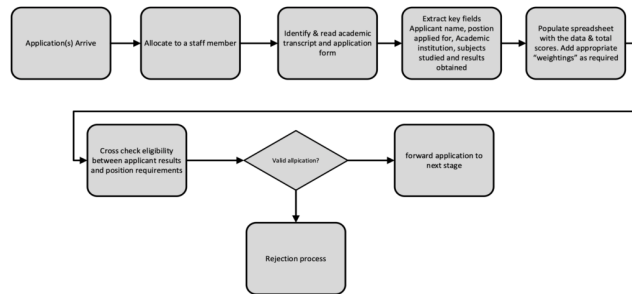 Application(s) Arrive
Allocate to a staff member
Identify & read academic
transcript and application
form
Extract key fields
Applicant name, postion
applied for, Academic
institution, subjects
studied and results
obtained
Populate spreadsheet
with the data & total
scores. Add appropriate
“weightings” as required
Cross check eligibility
between applicant results
and position requirements
Valid allpication?
forward application to
next stage
Rejection process